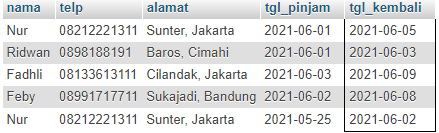 nama telp alamat tgl_pinjam tgl_kembali
Nur 08212221311 Sunter, Jakarta 2021-06-01 2021-06-05
Ridwan 0898188191 Baros, Cimahi 2021-06-01 2021-06-03
Fadhli 08133613111 Cilandak, Jakarta 2021-06-03 2021-06-09
Feby 08991717711 Sukajadi, Bandung 2021-06-02 2021-06-08
Nur 08212221311 Sunter, Jakarta 2021-05-25 2021-06-02